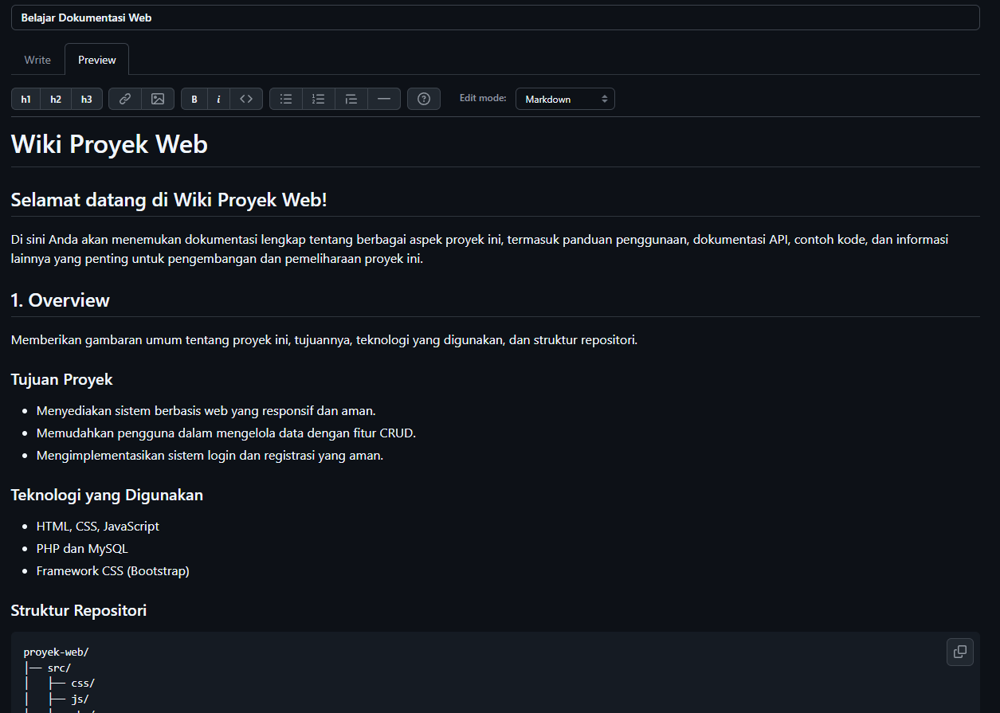 Belajar Dokumentasi Web
Write Preview
h1 h2 h3 B i <> Edit mode: Markdown
Wiki Proyek Web
Selamat datang di Wiki Proyek Web!
Di sini Anda akan menemukan dokumentasi lengkap tentang berbagai aspek proyek ini, termasuk panduan penggunaan, dokumentasi API, contoh kode, dan informasi
lainnya yang penting untuk pengembangan dan pemeliharaan proyek ini.
1. Overview
Memberikan gambaran umum tentang proyek ini, tujuannya, teknologi yang digunakan, dan struktur repositori.
Tujuan Proyek
• Menyediakan sistem berbasis web yang responsif dan aman.
• Memudahkan pengguna dalam mengelola data dengan fitur CRUD.
• Mengimplementasikan sistem login dan registrasi yang aman.
Teknologi yang Digunakan
• HTML, CSS, JavaScript
• PHP dan MySQL
• Framework CSS (Bootstrap)
Struktur Repositori
proyek-web/
│── src/
│   ├── css/
│   ├── js/